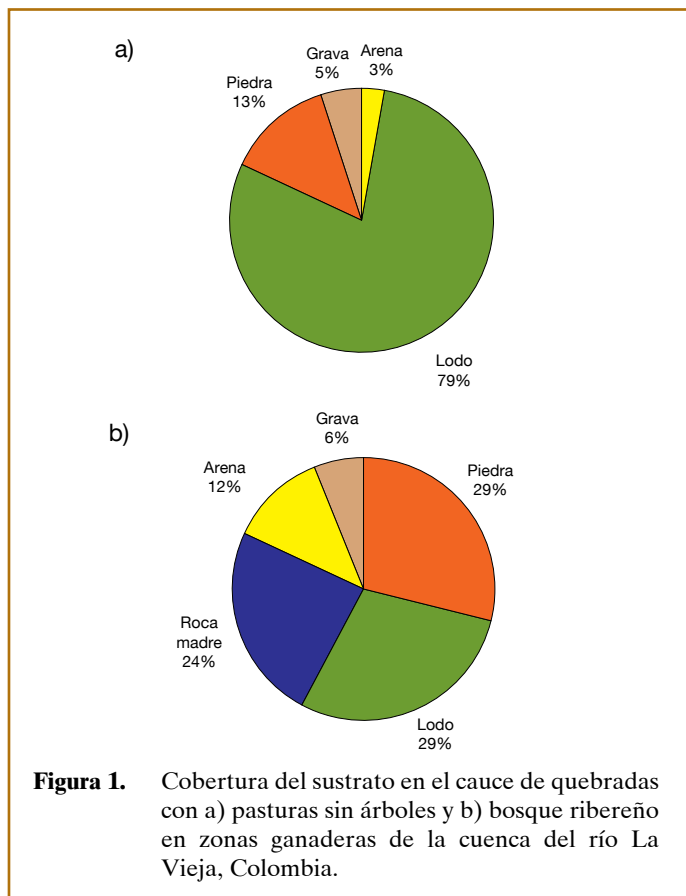 a)
Grava
5%
Arena
3%
Piedra
13%
Lodo
79%
b)
Grava
6%
Arena
12%
Piedra
29%
Roca
madre
24%
Lodo
29%
Figura 1. Cobertura del sustrato en el cauce de quebradas
con a) pasturas sin árboles y b) bosque ribereño
en zonas ganaderas de la cuenca del río La
Vieja, Colombia.